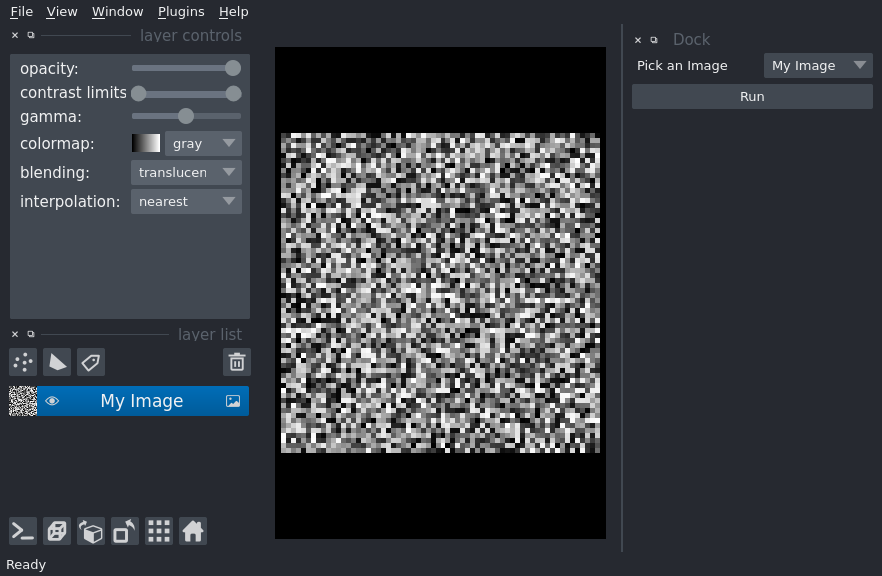 File View Window Plugins Help
layer controls
opacity:
contrast limits
gamma:
colormap: gray
blending: translucen
interpolation: nearest
layer list
My Image
Ready
Dock
Pick an Image My Image
Run